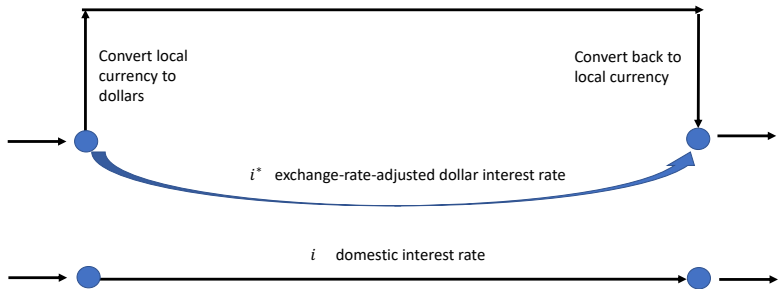 Convert local
currency to
dollars
Convert back to
local currency
i* exchange-rate-adjusted dollar interest rate
i domestic interest rate